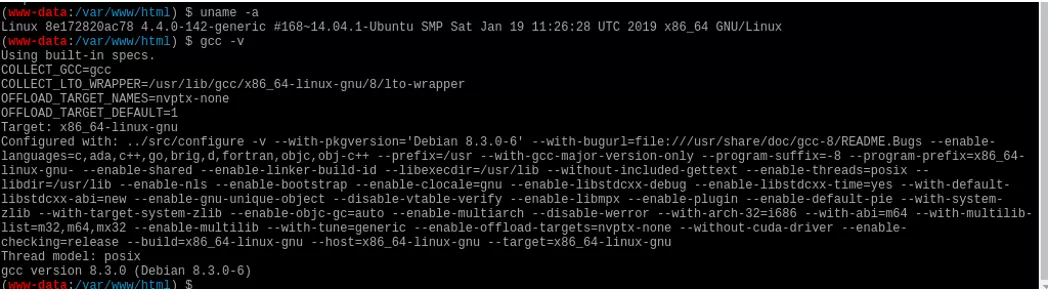 (www-data:/var/www/html) $ uname -a
Linux 8e172820ac78 4.4.0-142-generic #168~14.04.1-Ubuntu SMP Sat Jan 19 11:26:28 UTC 2019 x86_64 GNU/Linux
(www-data:/var/www/html) $ gcc -v
Using built-in specs.
COLLECT_GCC=gcc
COLLECT_LTO_WRAPPER=/usr/lib/gcc/x86_64-linux-gnu/8/lto-wrapper
OFFLOAD_TARGET_NAMES=nvptx-none
OFFLOAD_TARGET_DEFAULT=1
Target: x86_64-linux-gnu
Configured with: ../src/configure -v --with-pkgversion='Debian 8.3.0-6' --with-bugurl=file:///usr/share/doc/gcc-8/README.Bugs --enable-
languages=c,ada,c++,go,brig,d,fortran,objc,obj-c++ --prefix=/usr --with-gcc-major-version-only --program-suffix=-8 --program-prefix=x86_64-
linux-gnu- --enable-shared --enable-linker-build-id --libexecdir=/usr/lib --without-included-gettext --enable-threads=posix --
libdir=/usr/lib --enable-nls --enable-bootstrap --enable-clocale=gnu --enable-libstdcxx-debug --enable-libstdcxx-time=yes --with-default-
libstdcxx-abi=new --enable-gnu-unique-object --disable-vtable-verify --enable-libmpx --enable-plugin --enable-default-pie --with-system-
zlib --with-target-system-zlib --enable-objc-gc=auto --enable-multiarch --disable-werror --with-arch-32=i686 --with-abi=m64 --with-multilib-
list=m32,m64,mx32 --enable-multilib --with-tune=generic --enable-offload-targets=nvptx-none --without-cuda-driver --enable-
checking=release --build=x86_64-linux-gnu --host=x86_64-linux-gnu --target=x86_64-linux-gnu
Thread model: posix
gcc version 8.3.0 (Debian 8.3.0-6)
(www-data:/var/www/html) $